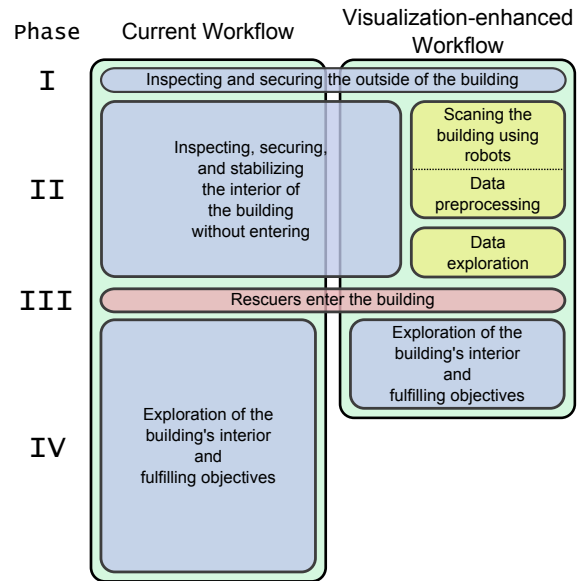 Phase
Current Workflow
Visualization-enhanced
Workflow
I
Inspecting and securing the outside of the building
II
Inspecting, securing,
and stabilizing
the interior of
the building
without entering
Scaning the
building using
robots
Data
preprocessing
Data
exploration
III
Rescuers enter the building
IV
Exploration of the
building's interior
and
fulfilling objectives
Exploration of the
building's interior
and
fulfilling objectives